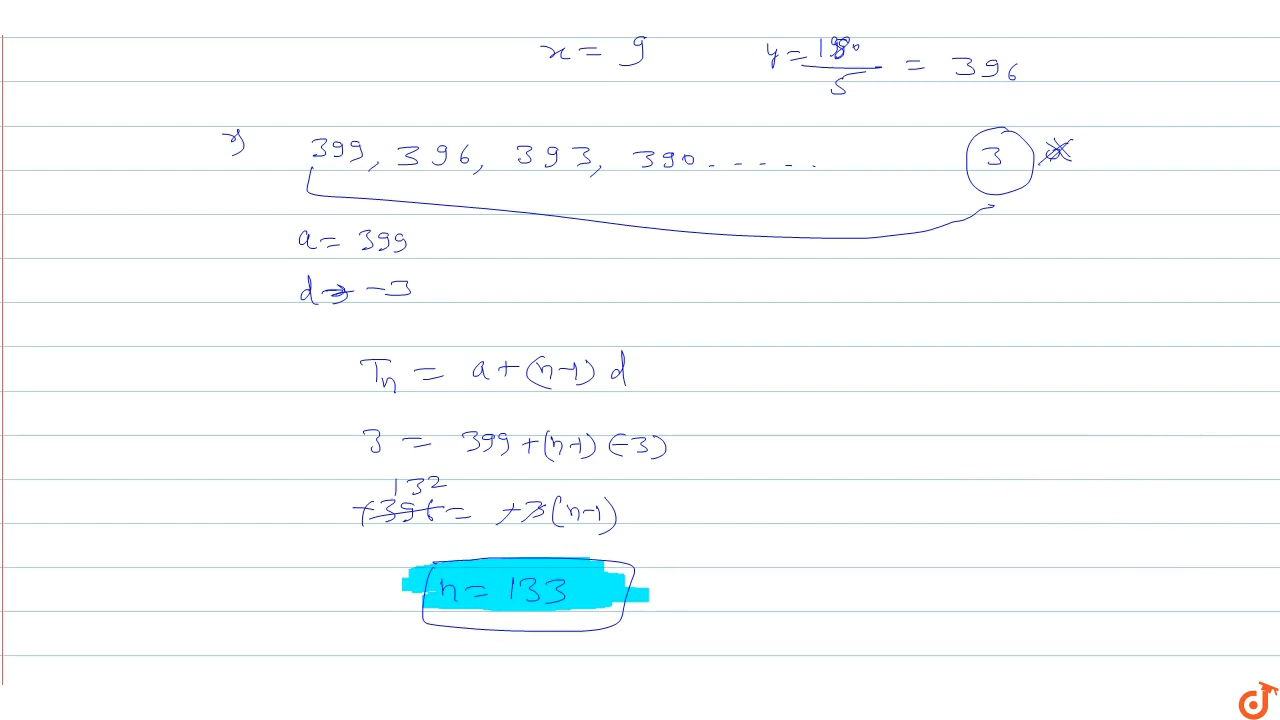 x = 9 y = 1980/5 = 396
399, 396, 393, 390 . - - - - . 3
a = 399
d = -3
Tn = a + (n-1) d
3 = 399 + (n-1) (-3)
132
-396 = -3 (n-1)
n = 133